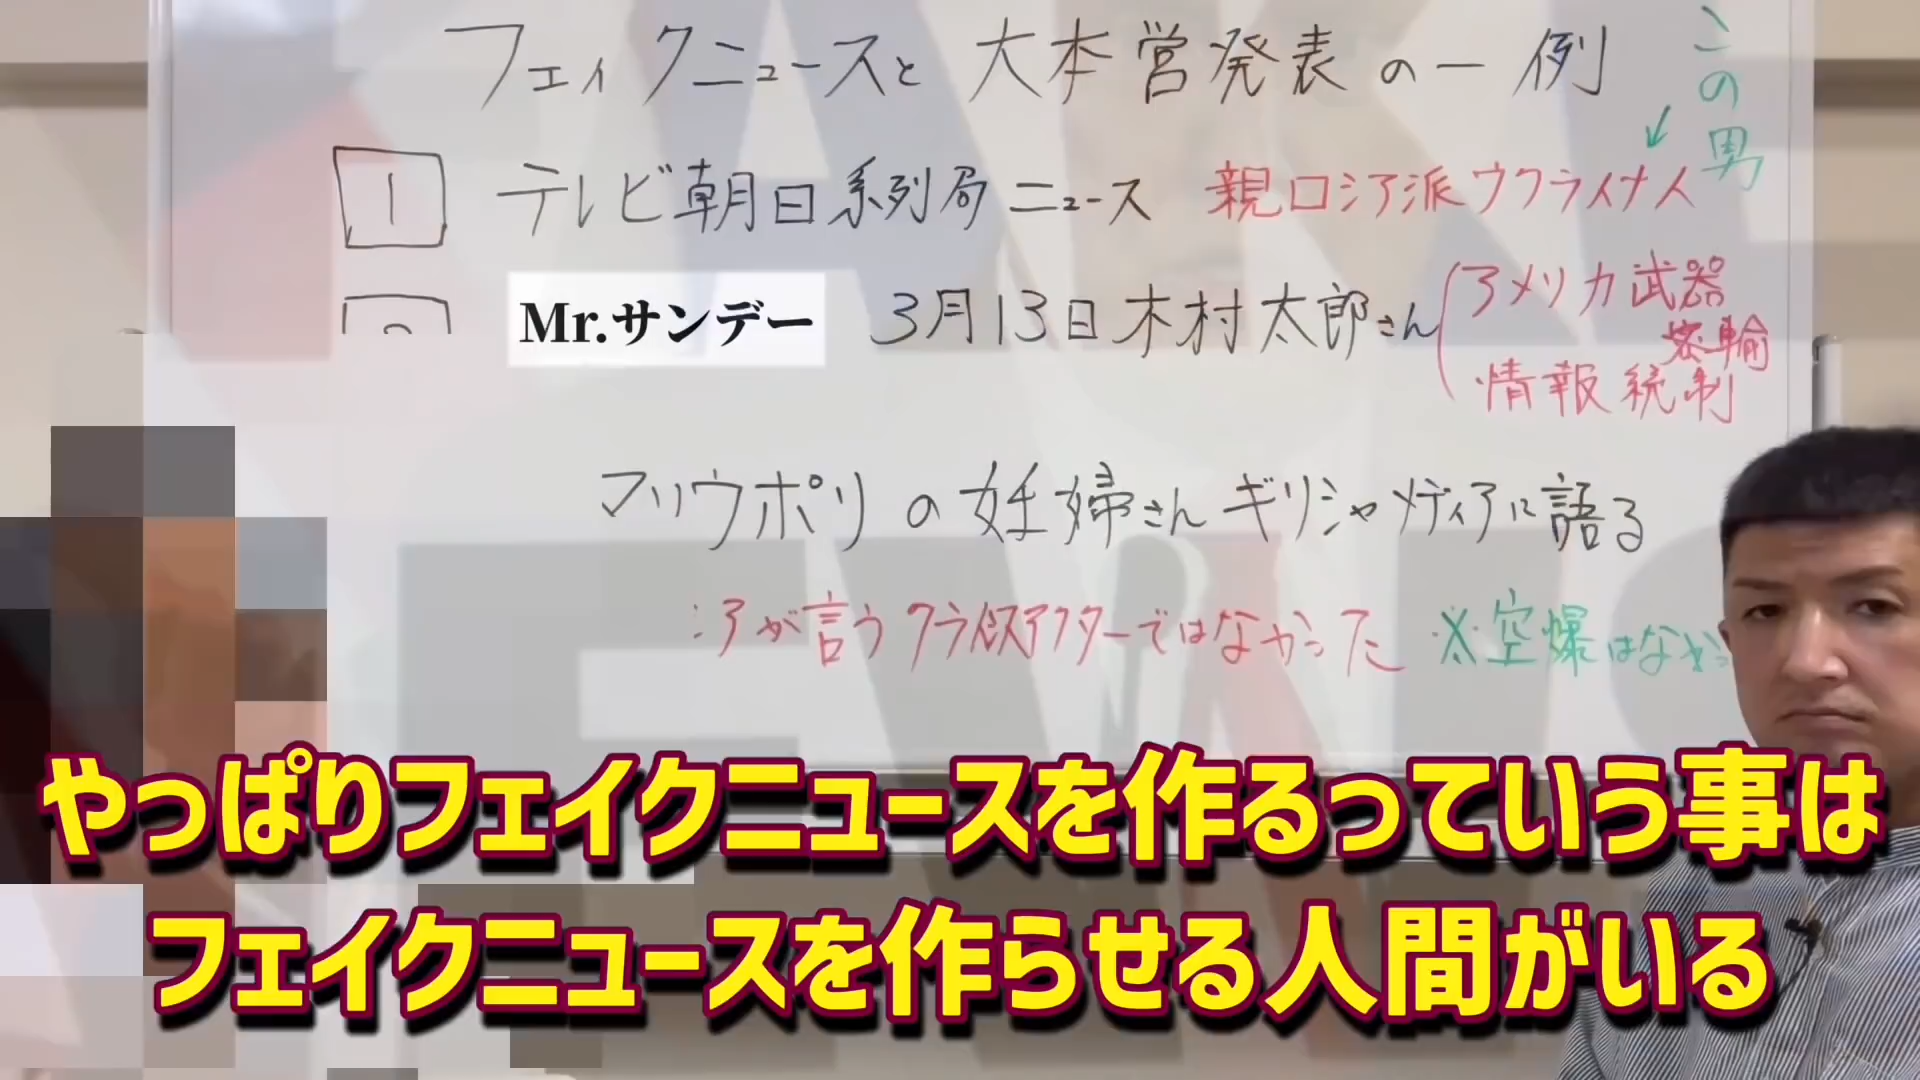 フェイクニュースと大本営発表の一例
この男
1 テレビ朝日系列局ニュース 親ロシア派ウクライナ人
Mr.サンデー 3月13日木村太郎さん
アメリカ武器
密輸
情報統制
マリウポリの妊婦さんギリシャメディアに語る
アが言うクライシスアクターではなかった ※空爆はなかっ
やっぱりフェイクニュースを作るっていう事は
フェイクニュースを作らせる人間がいる